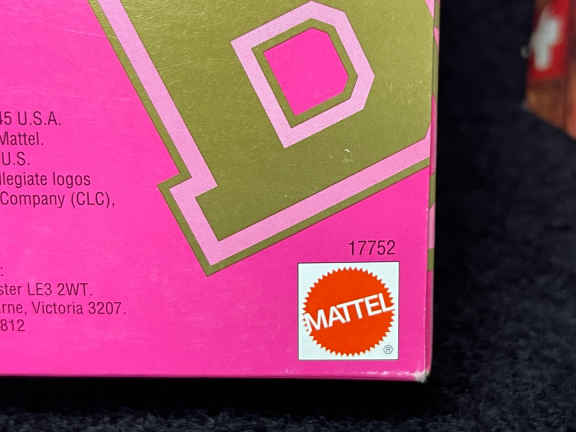 45 U.S.A.
Mattel.
U.S.
llegiate logos
Company (CLC),
:
ster LE3 2WT.
rne, Victoria 3207.
812
17752
MATTEL
®